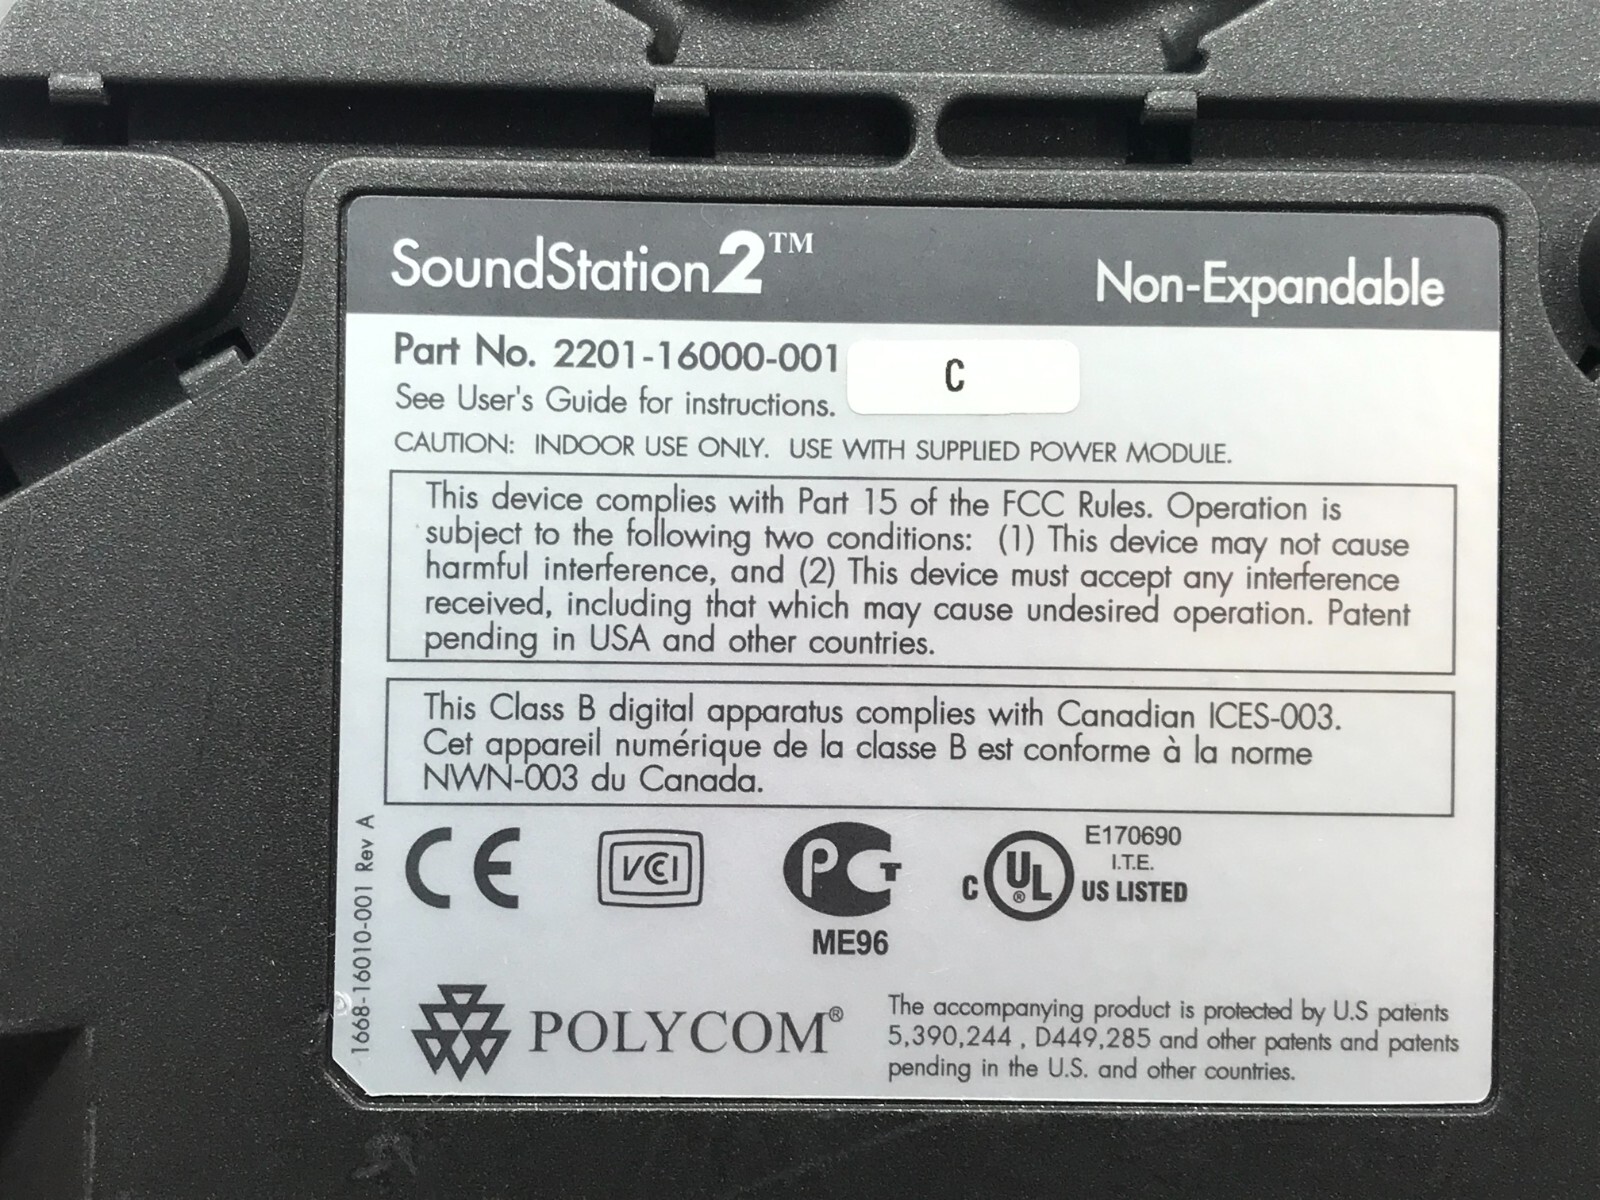 SoundStation2™ Non-Expandable
Part No. 2201-16000-001 C
See User's Guide for instructions.
CAUTION: INDOOR USE ONLY. USE WITH SUPPLIED POWER MODULE.
This device complies with Part 15 of the FCC Rules. Operation is
subject to the following two conditions: (1) This device may not cause
harmful interference, and (2) This device must accept any interference
received, including that which may cause undesired operation. Patent
pending in USA and other countries.
This Class B digital apparatus complies with Canadian ICES-003.
Cet appareil numérique de la classe B est conforme à la norme
NWN-003 du Canada.
1668-16010-001 Rev A
CE
VCCI
PCT
ME96
C UL® US LISTED
E170690
I.T.E.
POLYCOM®
The accompanying product is protected by U.S patents
5,390,244 , D449,285 and other patents and patents
pending in the U.S. and other countries.